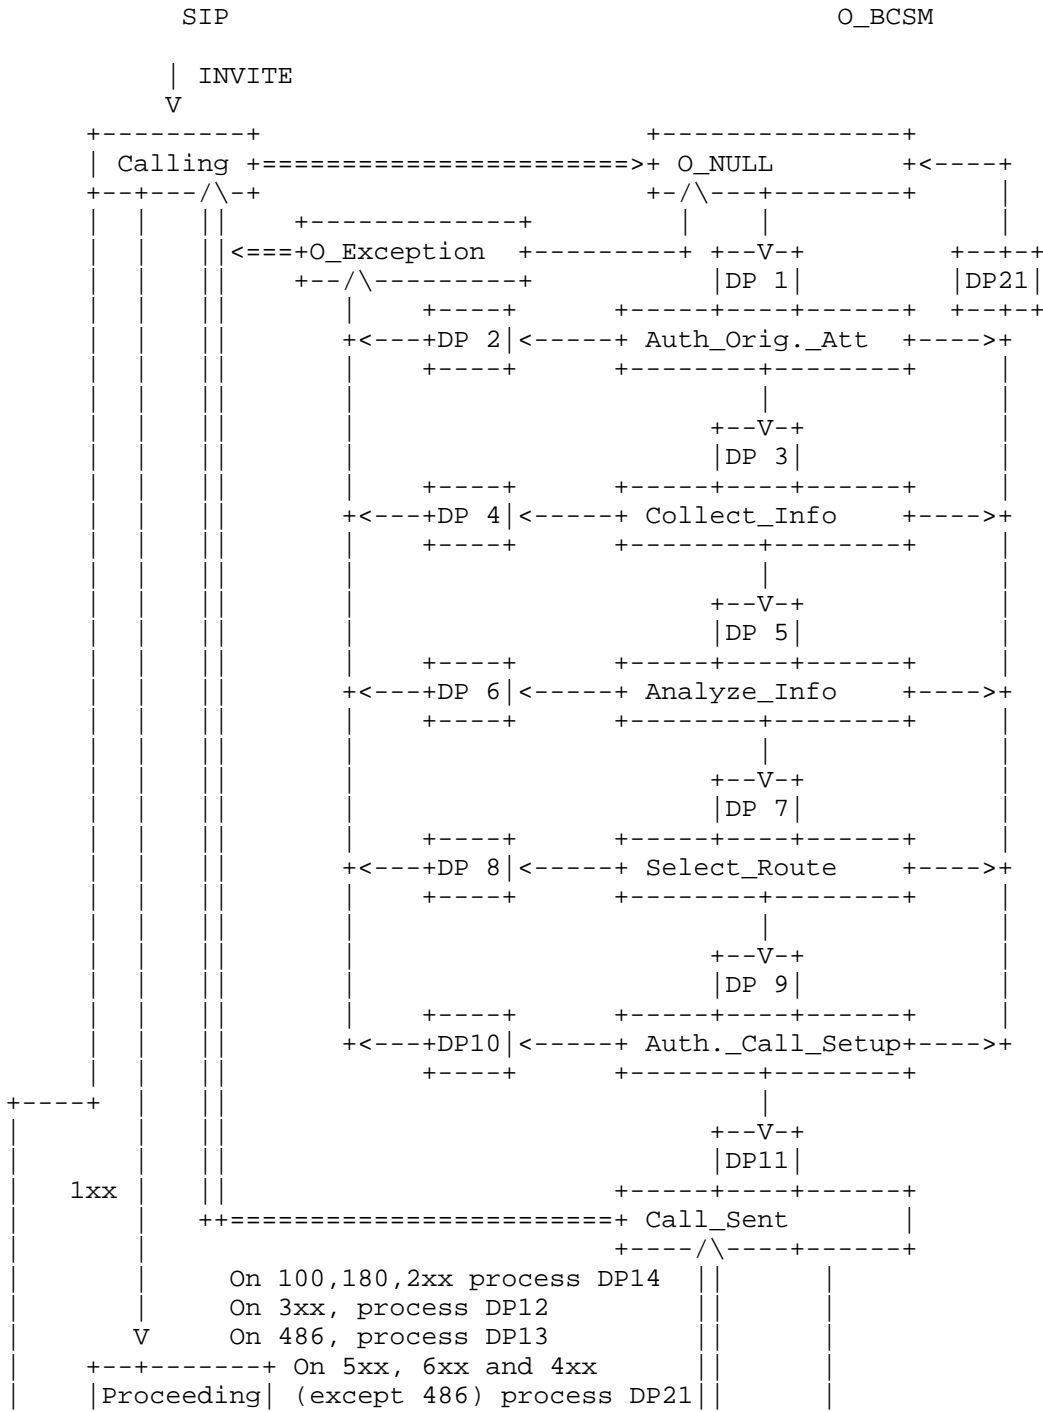 SIP O_BCSM
INVITE
Calling O_NULL
O_Exception
DP 1 DP21
DP 2 Auth_Orig._Att
DP 3
DP 4 Collect_Info
DP 5
DP 6 Analyze_Info
DP 7
DP 8 Select_Route
DP 9
DP10 Auth._Call_Setup
DP11
1xx
Call_Sent
On 100,180,2xx process DP14
On 3xx, process DP12
On 486, process DP13
On 5xx, 6xx and 4xx
Proceeding (except 486) process DP21